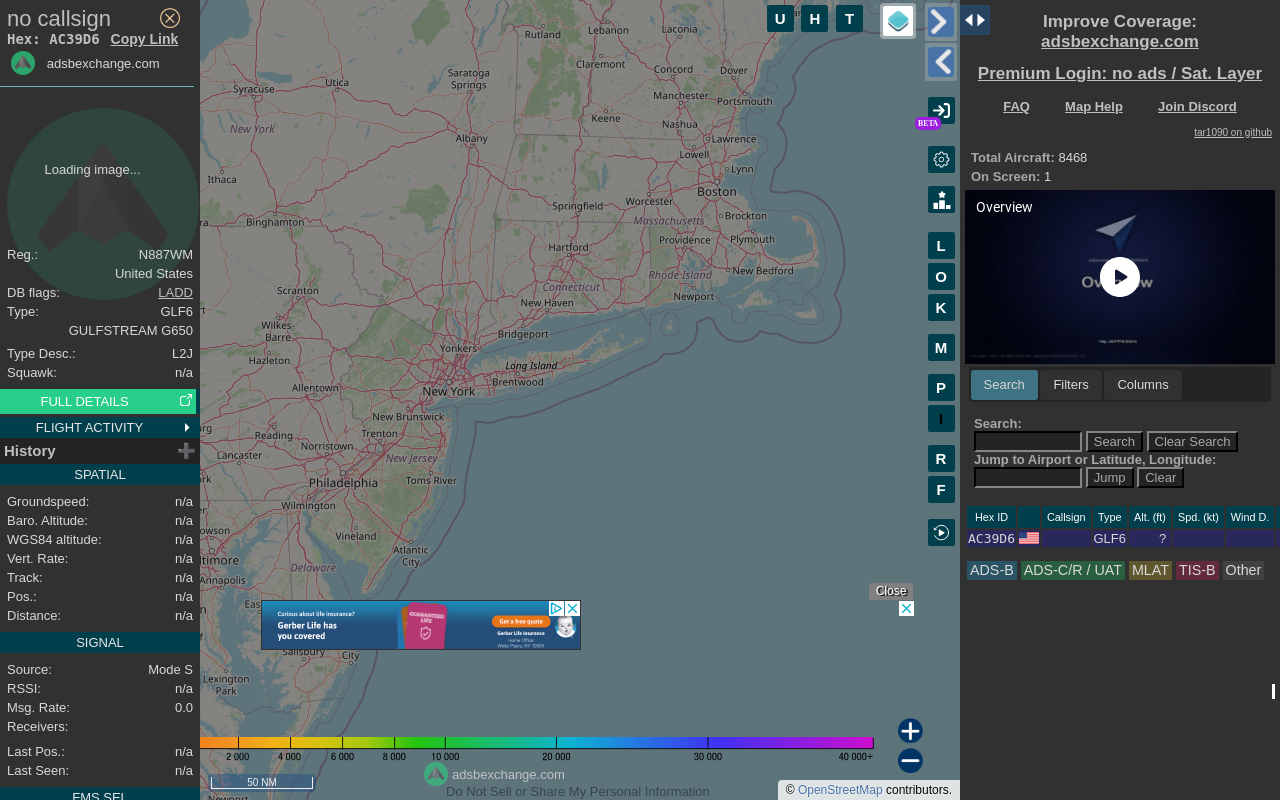 no callsign
Hex: AC39D6 Copy Link
adsbexchange.com
Loading image...
Reg.: N887WM
United States
DB flags: LADD
Type: GLF6
GULFSTREAM G650
Type Desc.: L2J
Squawk: n/a
FULL DETAILS
FLIGHT ACTIVITY
History
SPATIAL
Groundspeed: n/a
Baro. Altitude: n/a
WGS84 altitude: n/a
Vert. Rate: n/a
Track: n/a
Pos.: n/a
Distance: n/a
SIGNAL
Source: Mode S
RSSI: n/a
Msg. Rate: 0.0
Receivers:
Last Pos.: n/a
Last Seen: n/a
FMS SEL
U H T
Rutland
Lebanon
Laconia
Claremont
Concord
Dover
Utica
Saratoga
Springs
Syracuse
Manchester
Portsmouth
Keene
Nashua
New York
Albany
Lawrence
Lowell
Lynn
Ithaca
Boston
Springfield
Worcester
Binghamton
Massachusetts
Brockton
Providence
Plymouth
Hartford
Rhode Island
New Bedford
Connecticut
Newport
Scranton
New Haven
Wilkes-
Barre
Bridgeport
Yonkers
Hazleton
Long Island
Brentwood
Allentown
New York
New Brunswick
Reading
Trenton
Norristown
Lancaster
New Jersey
Philadelphia
Toms River
Wilmington
Vineland
Atlantic
City
Delaware
Annapolis
Salisbury
City
Lexington
Park
BETA
L
O
K
M
P
I
R
F
Close
Curious about life insurance?
Gerber Life has
you covered
GUARANTEED
LIFE
Get a free quote
Gerber Life Insurance
Home Office:
White Plains, NY 10605
2 000 4 000 6 000 8 000 10 000 20 000 30 000 40 000+
50 NM
adsbexchange.com
Do Not Sell or Share My Personal Information
© OpenStreetMap contributors.
Improve Coverage:
adsbexchange.com
Premium Login: no ads / Sat. Layer
FAQ Map Help Join Discord
tar1090 on github
Total Aircraft: 8468
On Screen: 1
Overview
JEPPESEN
Search Filters Columns
Search:
Search Clear Search
Jump to Airport or Latitude, Longitude:
Jump Clear
Hex ID Callsign Type Alt. (ft) Spd. (kt) Wind D.
AC39D6 GLF6 ?
ADS-B ADS-C/R / UAT MLAT TIS-B Other